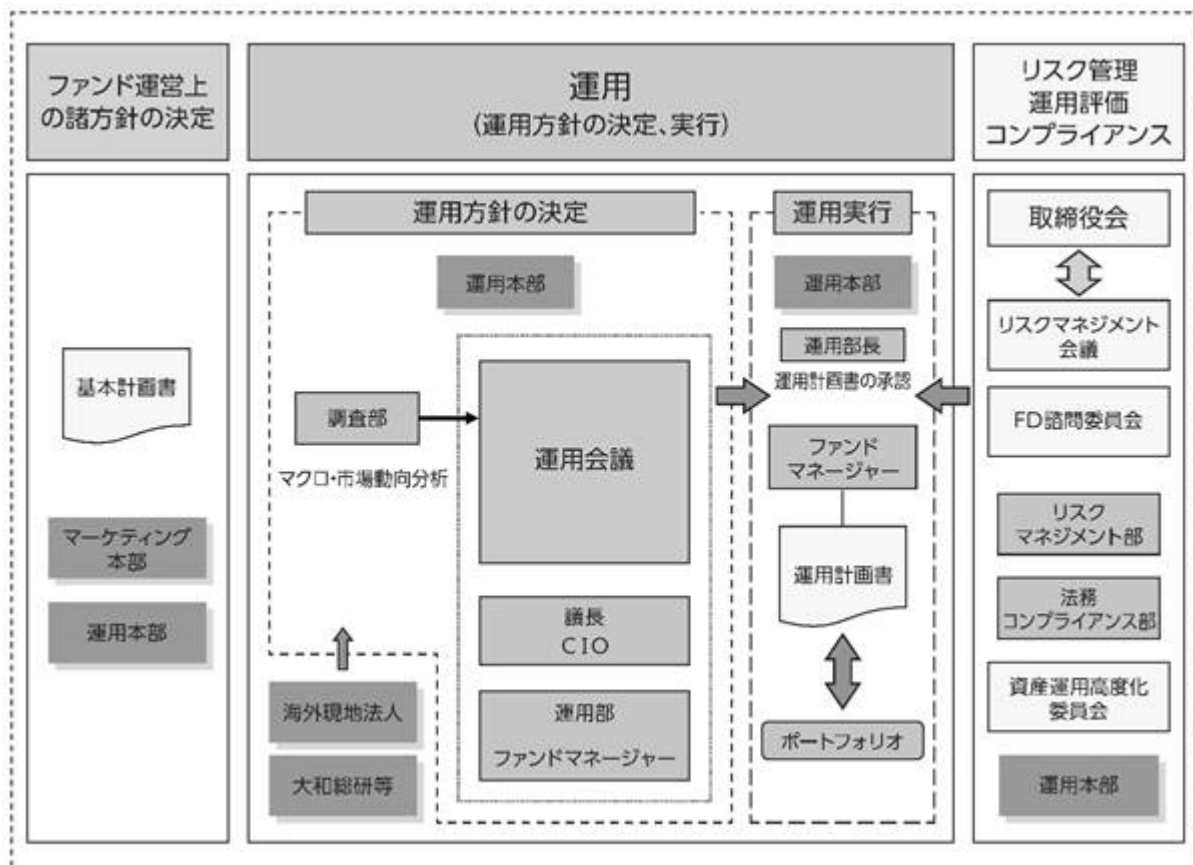 ファンド運営上
の諸方針の決定
運用
(運用方針の決定、実行)
リスク管理
運用評価
コンプライアンス
基本計画書
マーケティング
本部
運用本部
運用方針の決定
運用本部
調査部
マクロ・市場動向分析
運用会議
議長
CIO
運用部
ファンドマネージャー
海外現地法人
大和総研等
運用実行
運用本部
運用部長
運用計画書の承認
ファンド
マネージャー
運用計画書
ポートフォリオ
取締役会
リスクマネジメント
会議
FD諮問委員会
リスク
マネジメント部
法務
コンプライアンス部
資産運用高度化
委員会
運用本部